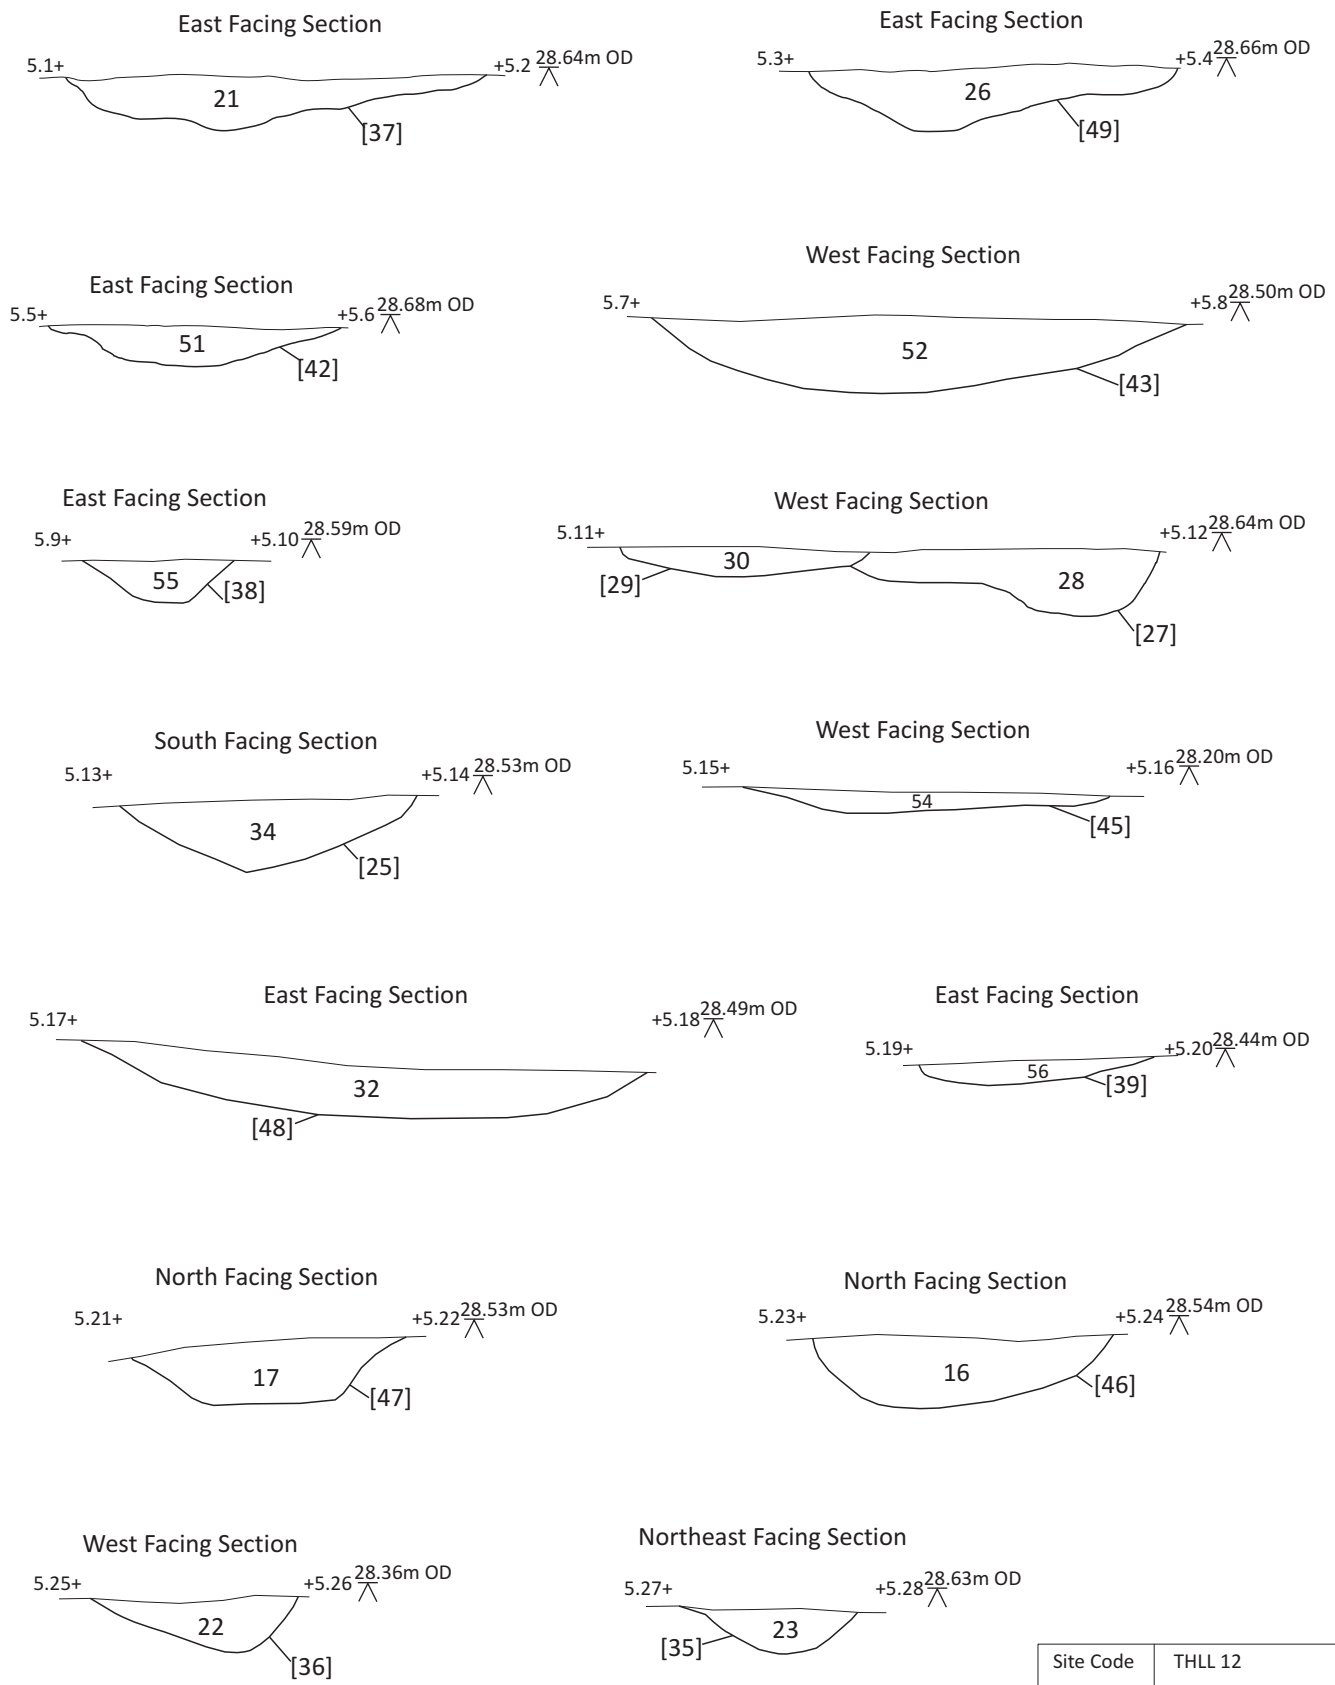 East Facing Section
5.1+ +5.2 28.64m OD
21
[37]
East Facing Section
5.3+ +5.4 28.66m OD
26
[49]
East Facing Section
5.5+ +5.6 28.68m OD
51
[42]
West Facing Section
5.7+ +5.8 28.50m OD
52
[43]
East Facing Section
5.9+ +5.10 28.59m OD
55
[38]
West Facing Section
5.11+ +5.12 28.64m OD
30
[29]
28
[27]
South Facing Section
5.13+ +5.14 28.53m OD
34
[25]
West Facing Section
5.15+ +5.16 28.20m OD
54
[45]
East Facing Section
5.17+ +5.18 28.49m OD
32
[48]
East Facing Section
5.19+ +5.20 28.44m OD
56
[39]
North Facing Section
5.21+ +5.22 28.53m OD
17
[47]
North Facing Section
5.23+ +5.24 28.54m OD
16
[46]
West Facing Section
5.25+ +5.26 28.36m OD
22
[36]
Northeast Facing Section
5.27+ +5.28 28.63m OD
23
[35]
Site Code THLL 12